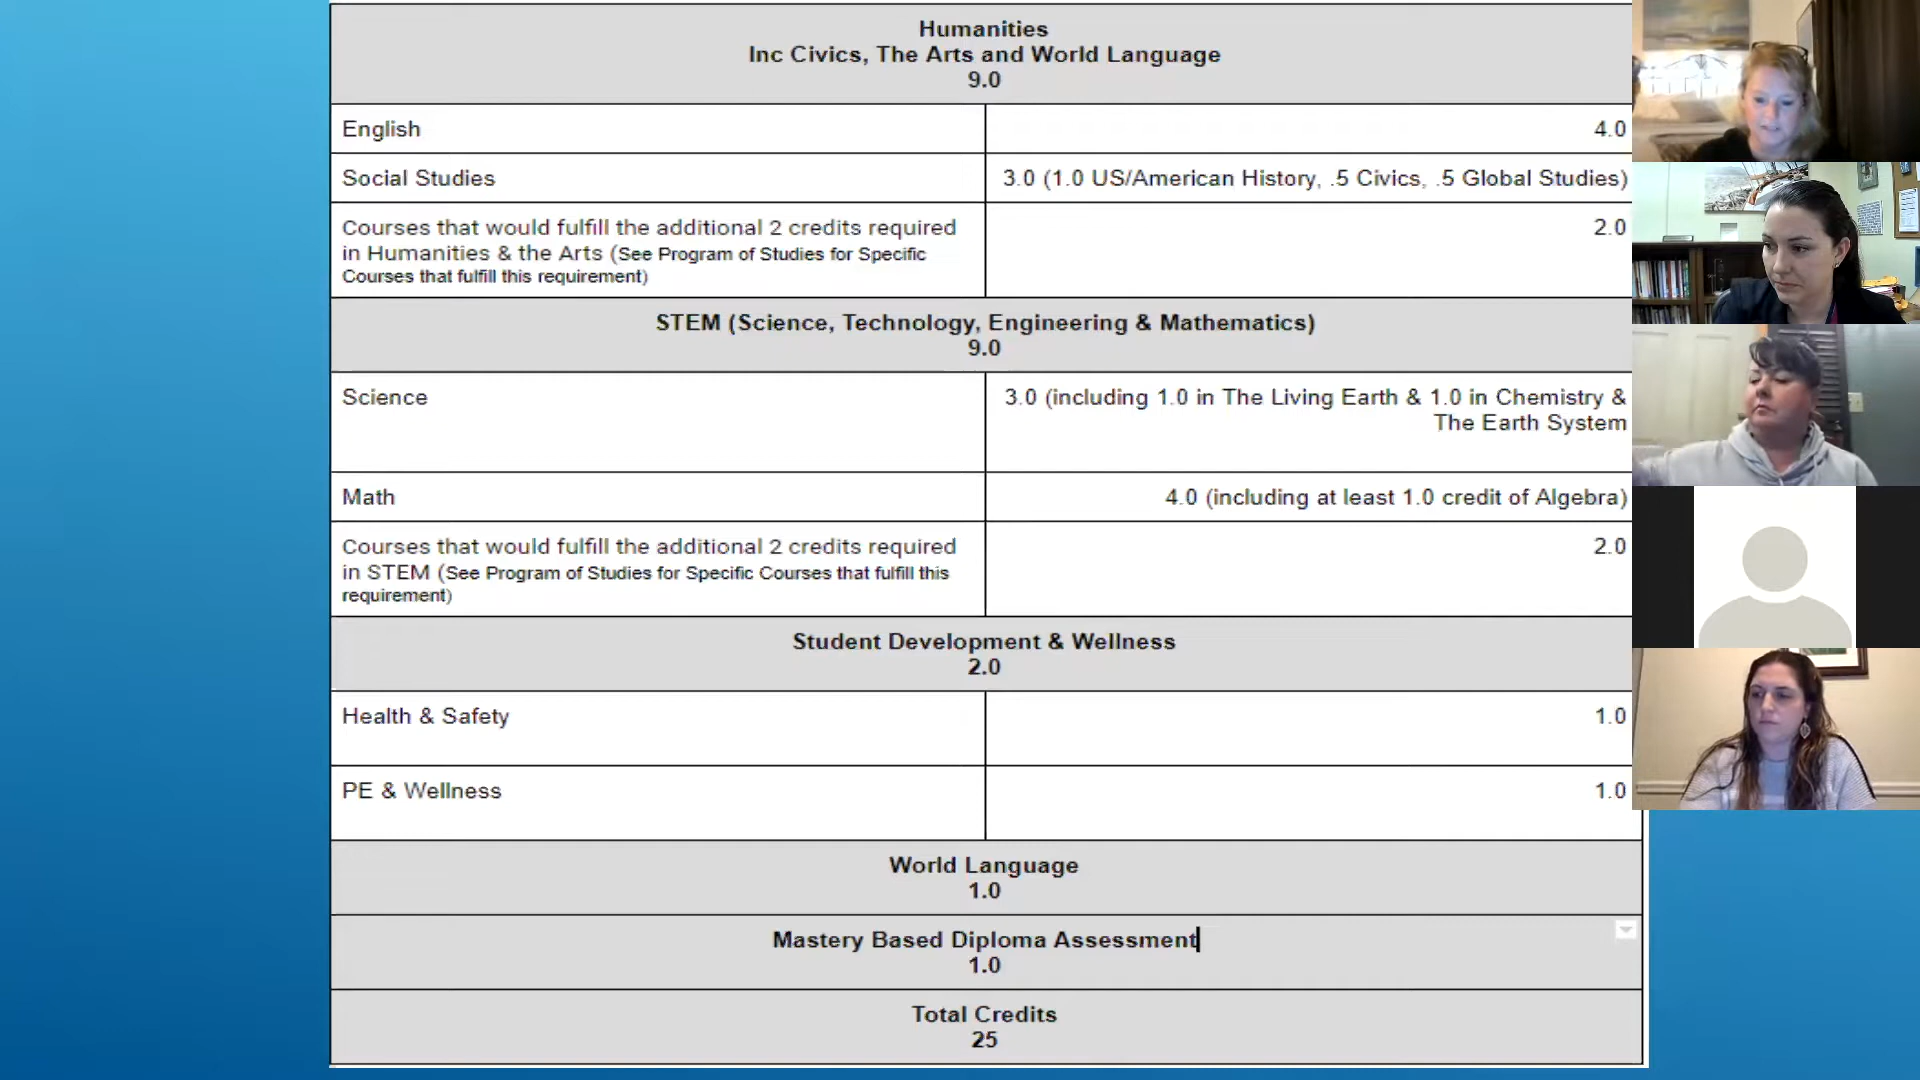 Humanities
Inc Civics, The Arts and World Language
9.0
English
4.0
Social Studies
3.0 (1.0 US/American History, .5 Civics, .5 Global Studies)
Courses that would fulfill the additional 2 credits required
in Humanities & the Arts (See Program of Studies for Specific
Courses that fulfill this requirement)
2.0
STEM (Science, Technology, Engineering & Mathematics)
9.0
Science
3.0 (including 1.0 in The Living Earth & 1.0 in Chemistry &
The Earth System
Math
4.0 (including at least 1.0 credit of Algebra)
Courses that would fulfill the additional 2 credits required
in STEM (See Program of Studies for Specific Courses that fulfill this
requirement)
2.0
Student Development & Wellness
2.0
Health & Safety
1.0
PE & Wellness
1.0
World Language
1.0
Mastery Based Diploma Assessment
1.0
Total Credits
25